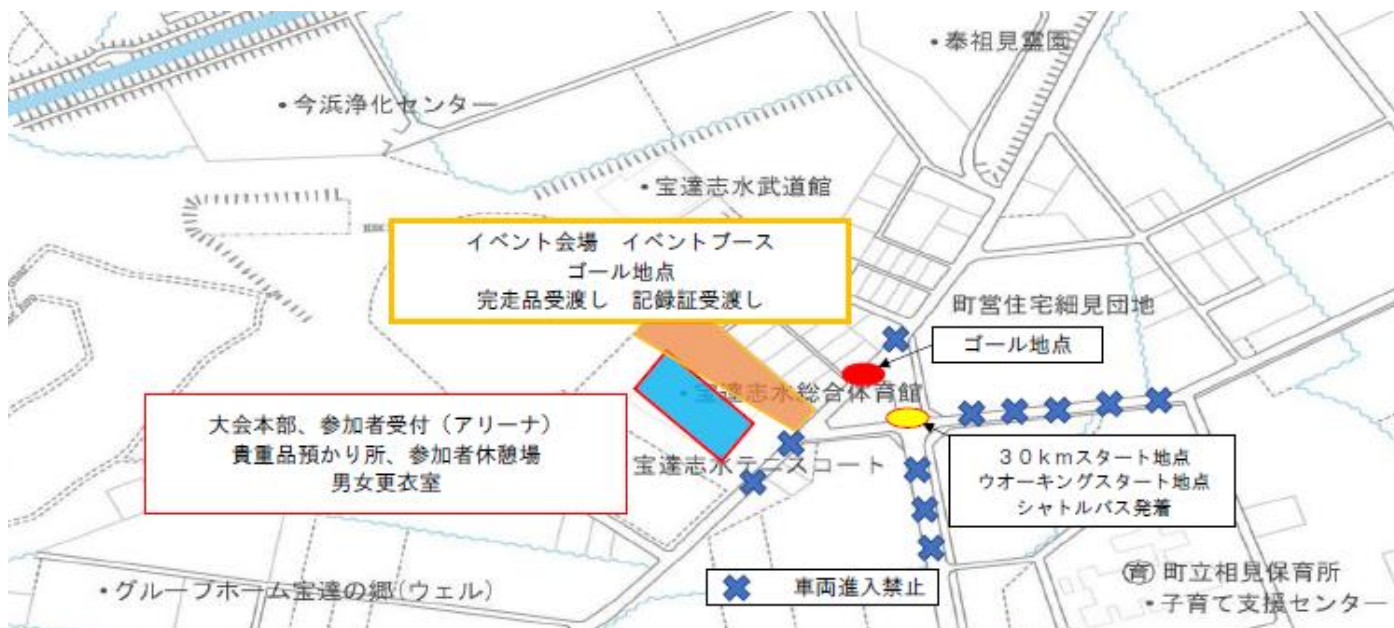 ・奉祖見霊園
・今浜浄化センター
・宝達志水武道館
イベント会場　イベントブース
ゴール地点
完走品受渡し　記録証受渡し
町営住宅細見団地
ゴール地点
・宝達志水総合体育館
大会本部、参加者受付（アリーナ）
貴重品預かり所、参加者休憩場
男女更衣室
宝達志水テニスコート
３０ｋｍスタート地点
ウオーキングスタート地点
シャトルバス発着
・グループホーム宝達の郷(ウェル)
車両進入禁止
育 町立相見保育所
・子育て支援センター